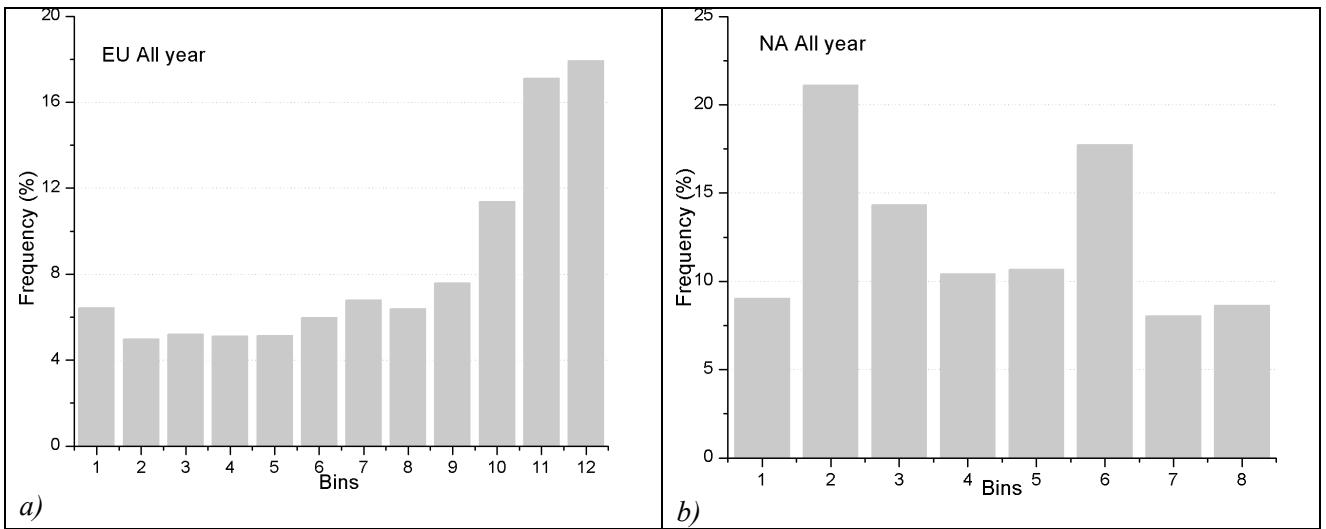 EU All year
Frequency (%)
20
16
12
8
4
0
1 2 3 4 5 6 7 8 9 10 11 12
Bins
a)
NA All year
Frequency (%)
25
20
15
10
5
0
1 2 3 4 5 6 7 8
Bins
b)